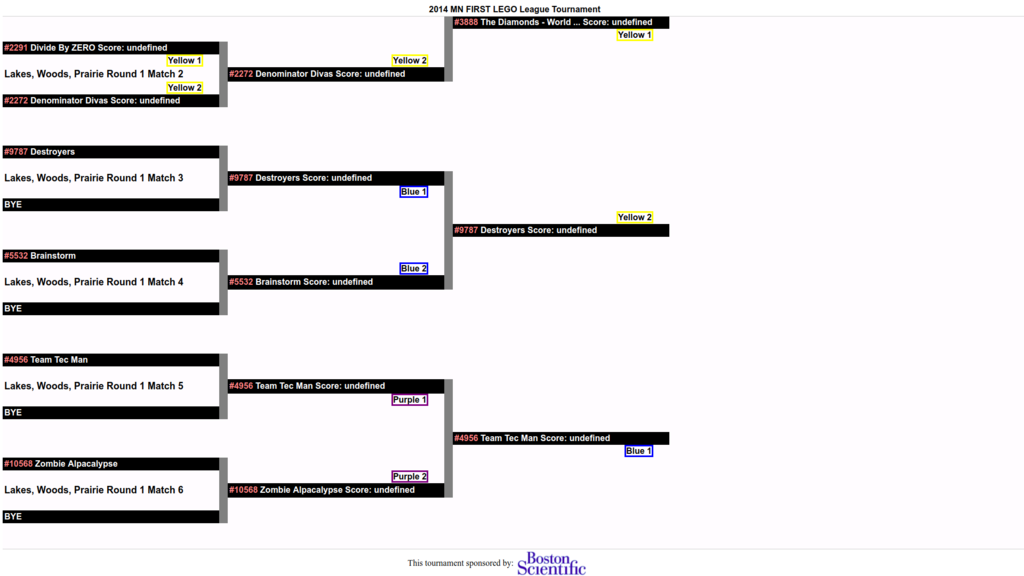 2014 MN FIRST LEGO League Tournament
#3888 The Diamonds - World ... Score: undefined
Yellow 1
#2291 Divide By ZERO Score: undefined
Yellow 1
Lakes, Woods, Prairie Round 1 Match 2
Yellow 2
#2272 Denominator Divas Score: undefined
Yellow 2
#2272 Denominator Divas Score: undefined
#9787 Destroyers
Lakes, Woods, Prairie Round 1 Match 3
BYE
#9787 Destroyers Score: undefined
Blue 1
Yellow 2
#9787 Destroyers Score: undefined
#5532 Brainstorm
Lakes, Woods, Prairie Round 1 Match 4
BYE
Blue 2
#5532 Brainstorm Score: undefined
#4956 Team Tec Man
Lakes, Woods, Prairie Round 1 Match 5
BYE
#4956 Team Tec Man Score: undefined
Purple 1
#4956 Team Tec Man Score: undefined
Blue 1
#10568 Zombie Alpacalypse
Lakes, Woods, Prairie Round 1 Match 6
BYE
Purple 2
#10568 Zombie Alpacalypse Score: undefined
This tournament sponsored by:
Boston
Scientific